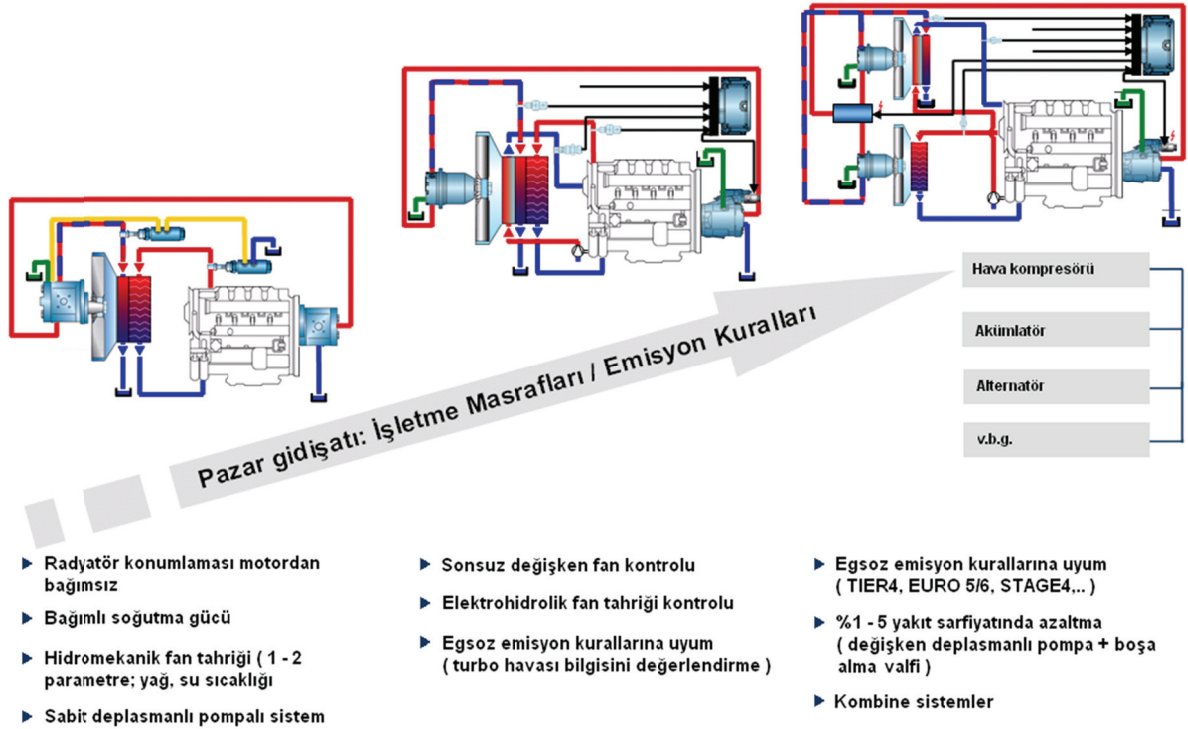 Hava kompresörü
Akümlatör
Alternatör
v.b.g.
Pazar gidişatı: İşletme Masrafları / Emisyon Kuralları
Radyatör konumlaması motordan
bağımsız
Bağımlı soğutma gücü
Hidromekanik fan tahriği ( 1 - 2
parametre; yağ, su sıcaklığı
Sabit deplasmanlı pompalı sistem
Sonsuz değişken fan kontrolu
Elektrohidrolik fan tahriği kontrolu
Egsoz emisyon kurallarına uyum
( turbo havası bilgisini değerlendirme )
Egsoz emisyon kurallarına uyum
( TIER4, EURO 5/6, STAGE4,.. )
%1 - 5 yakıt sarfiyatında azaltma
( değişken deplasmanlı pompa + boşa
alma valfi )
Kombine sistemler